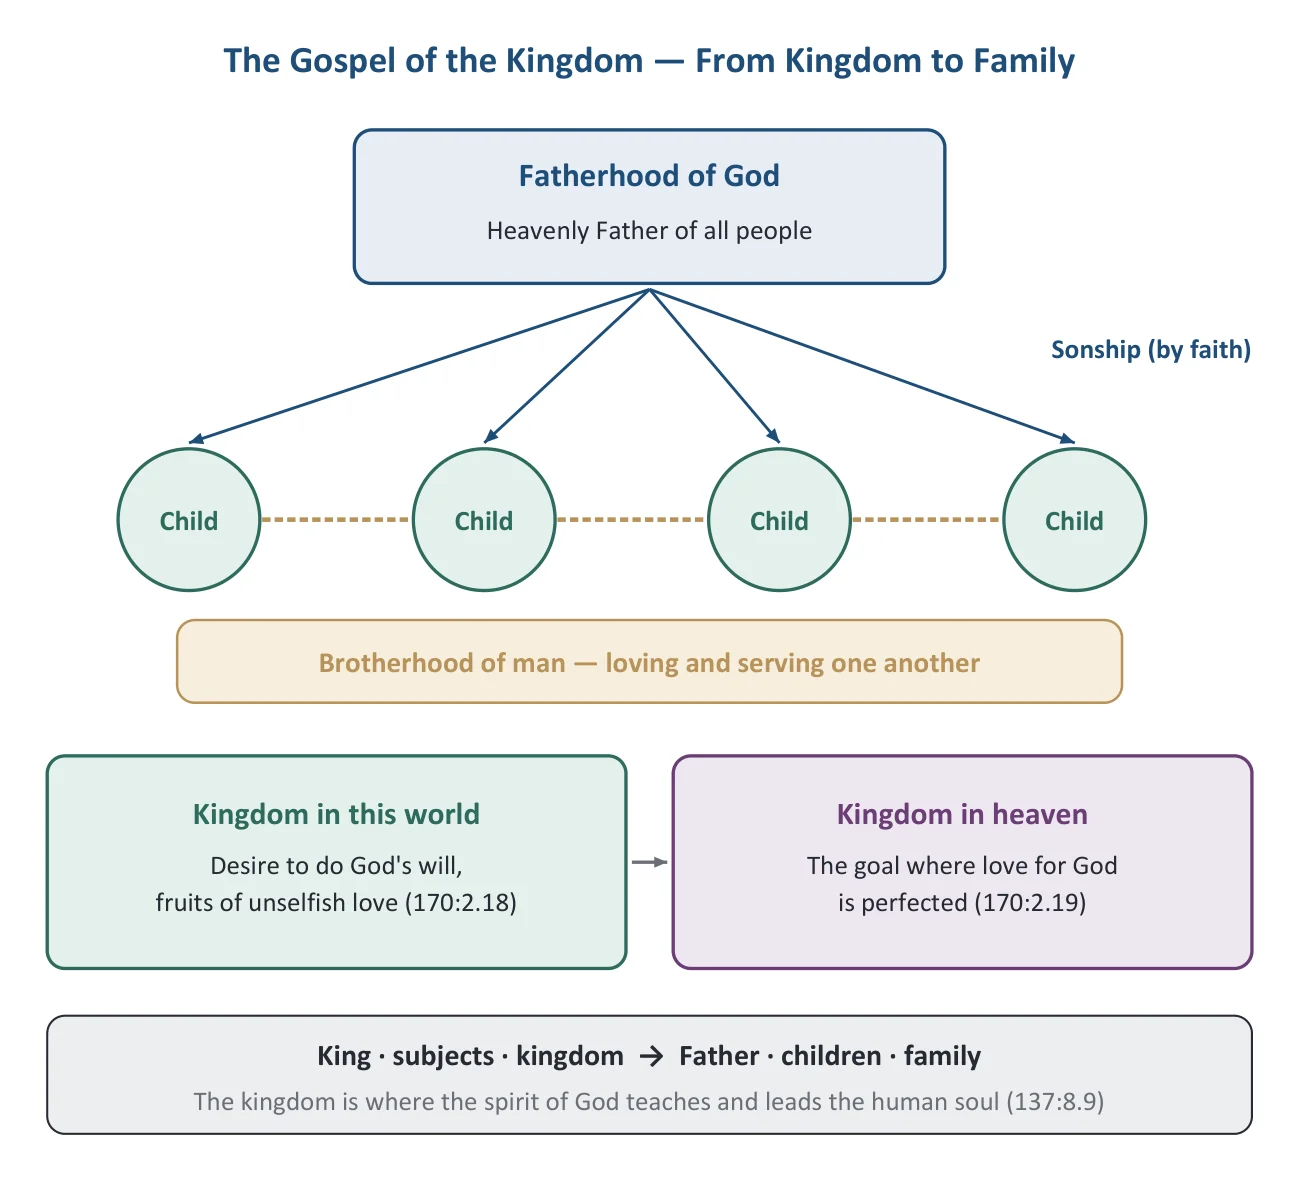 The Gospel of the Kingdom — From Kingdom to Family
Fatherhood of God
Heavenly Father of all people
Sonship (by faith)
Child
Child
Child
Child
Brotherhood of man — loving and serving one another
Kingdom in this world
Desire to do God's will,
fruits of unselfish love (170:2.18)
Kingdom in heaven
The goal where love for God
is perfected (170:2.19)
King · subjects · kingdom → Father · children · family
The kingdom is where the spirit of God teaches and leads the human soul (137:8.9)